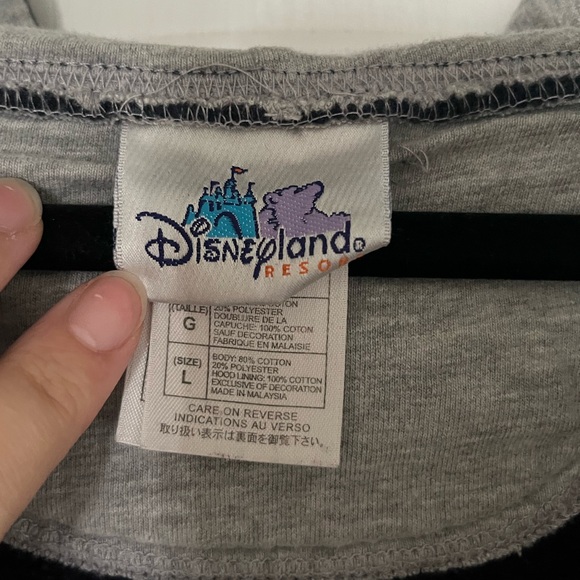 Disneyland®
RESO
(TAILLE)
G
20% POLYESTER
DOUBLURE DE LA
CAPUCHE: 100% COTON
SAUF DECORATION
FABRIQUE EN MALAISIE
(SIZE)
L
BODY: 80% COTTON
20% POLYESTER
HOOD LINING: 100% COTTON
EXCLUSIVE OF DECORATION
MADE IN MALAYSIA
CARE ON REVERSE
INDICATIONS AU VERSO
取り扱い表示は裏面を御覧下さい。